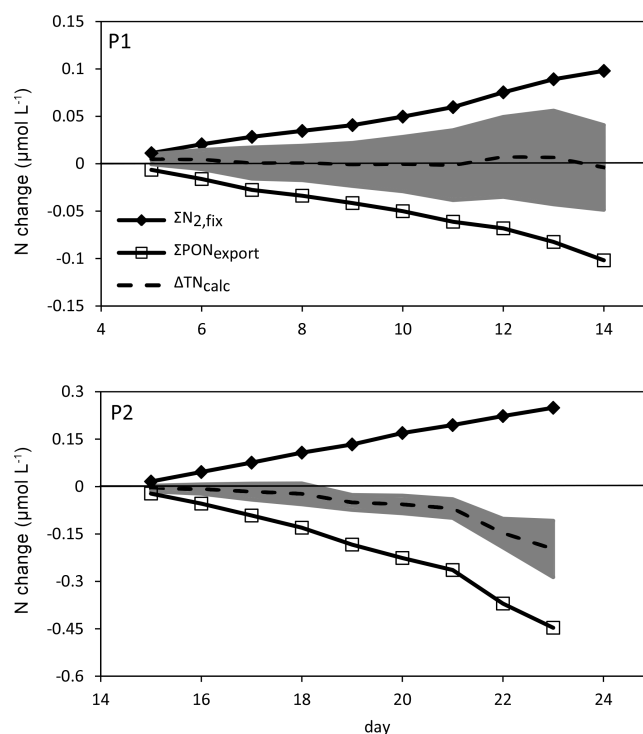 P1
N change (µmol L⁻¹)
0.15
0.1
0.05
0
-0.05
-0.1
-0.15
ΣN₂,fix
ΣPONexport
ΔTNcalc
4 6 8 10 12 14
P2
N change (µmol L⁻¹)
0.3
0.15
0
-0.15
-0.3
-0.45
-0.6
14 16 18 20 22 24
day